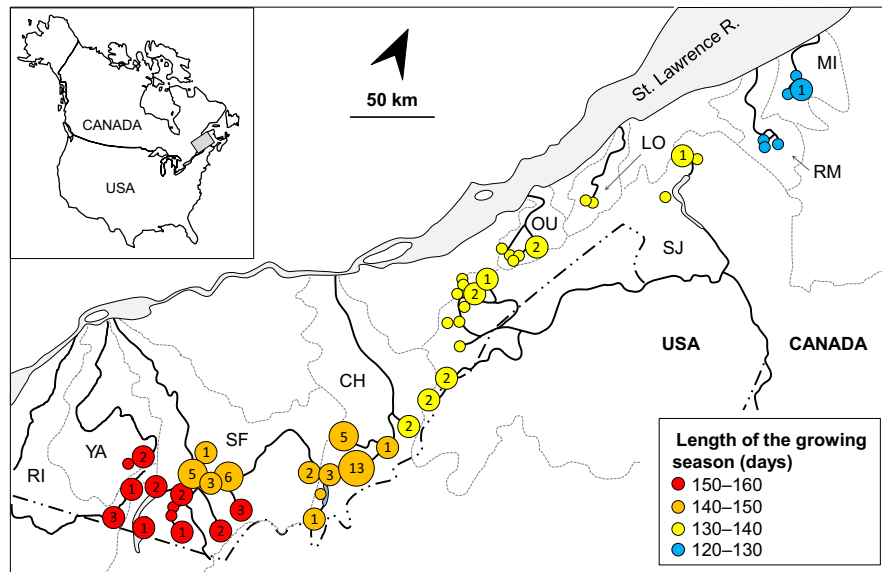 CANADA
USA
50 km
St. Lawrence R.
MI
1
RM
LO
1
OU
2
SJ
1
2
USA
CANADA
2
2
2
CH
5
1
13
2
3
1
SF
1
5
3
6
YA
2
RI
1
2
2
3
3
1
1
2
Length of the growing
season (days)
150–160
140–150
130–140
120–130